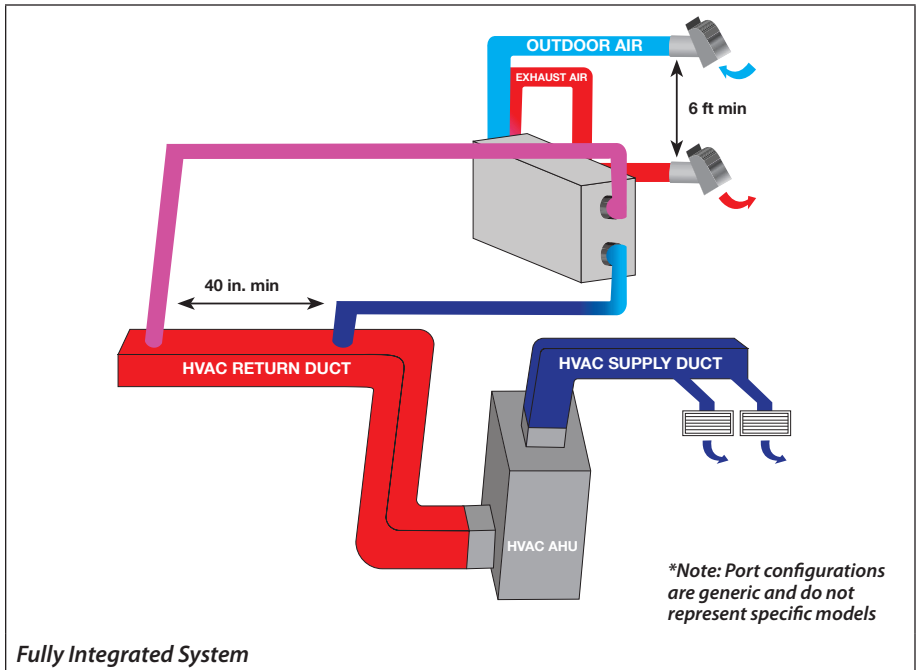 OUTDOOR AIR
EXHAUST AIR
6 ft min
40 in. min
HVAC RETURN DUCT
HVAC SUPPLY DUCT
HVAC AHU
*Note: Port configurations
are generic and do not
represent specific models
Fully Integrated System